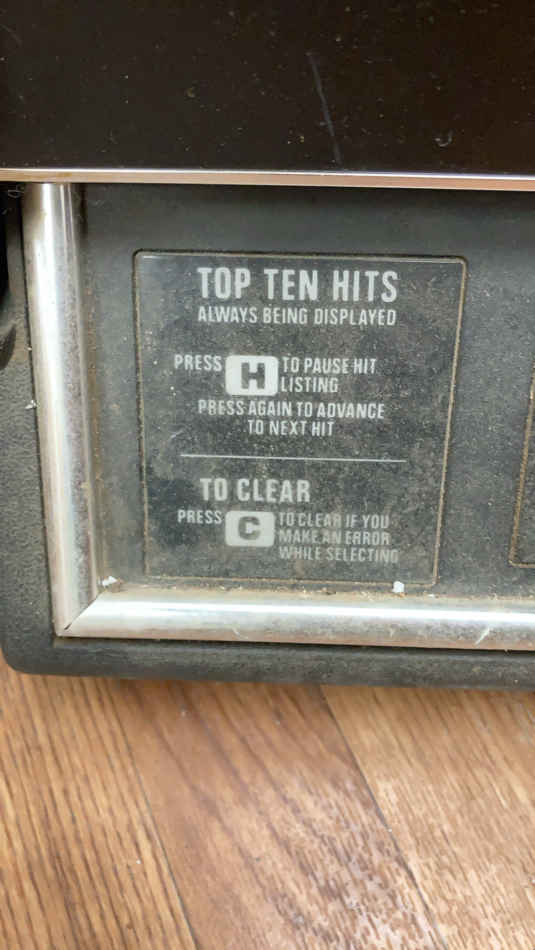 TOP TEN HITS
ALWAYS BEING DISPLAYED
PRESS H TO PAUSE HIT
LISTING
PRESS AGAIN TO ADVANCE
TO NEXT HIT
TO CLEAR
PRESS C TO CLEAR IF YOU
MAKE AN ERROR
WHILE SELECTING